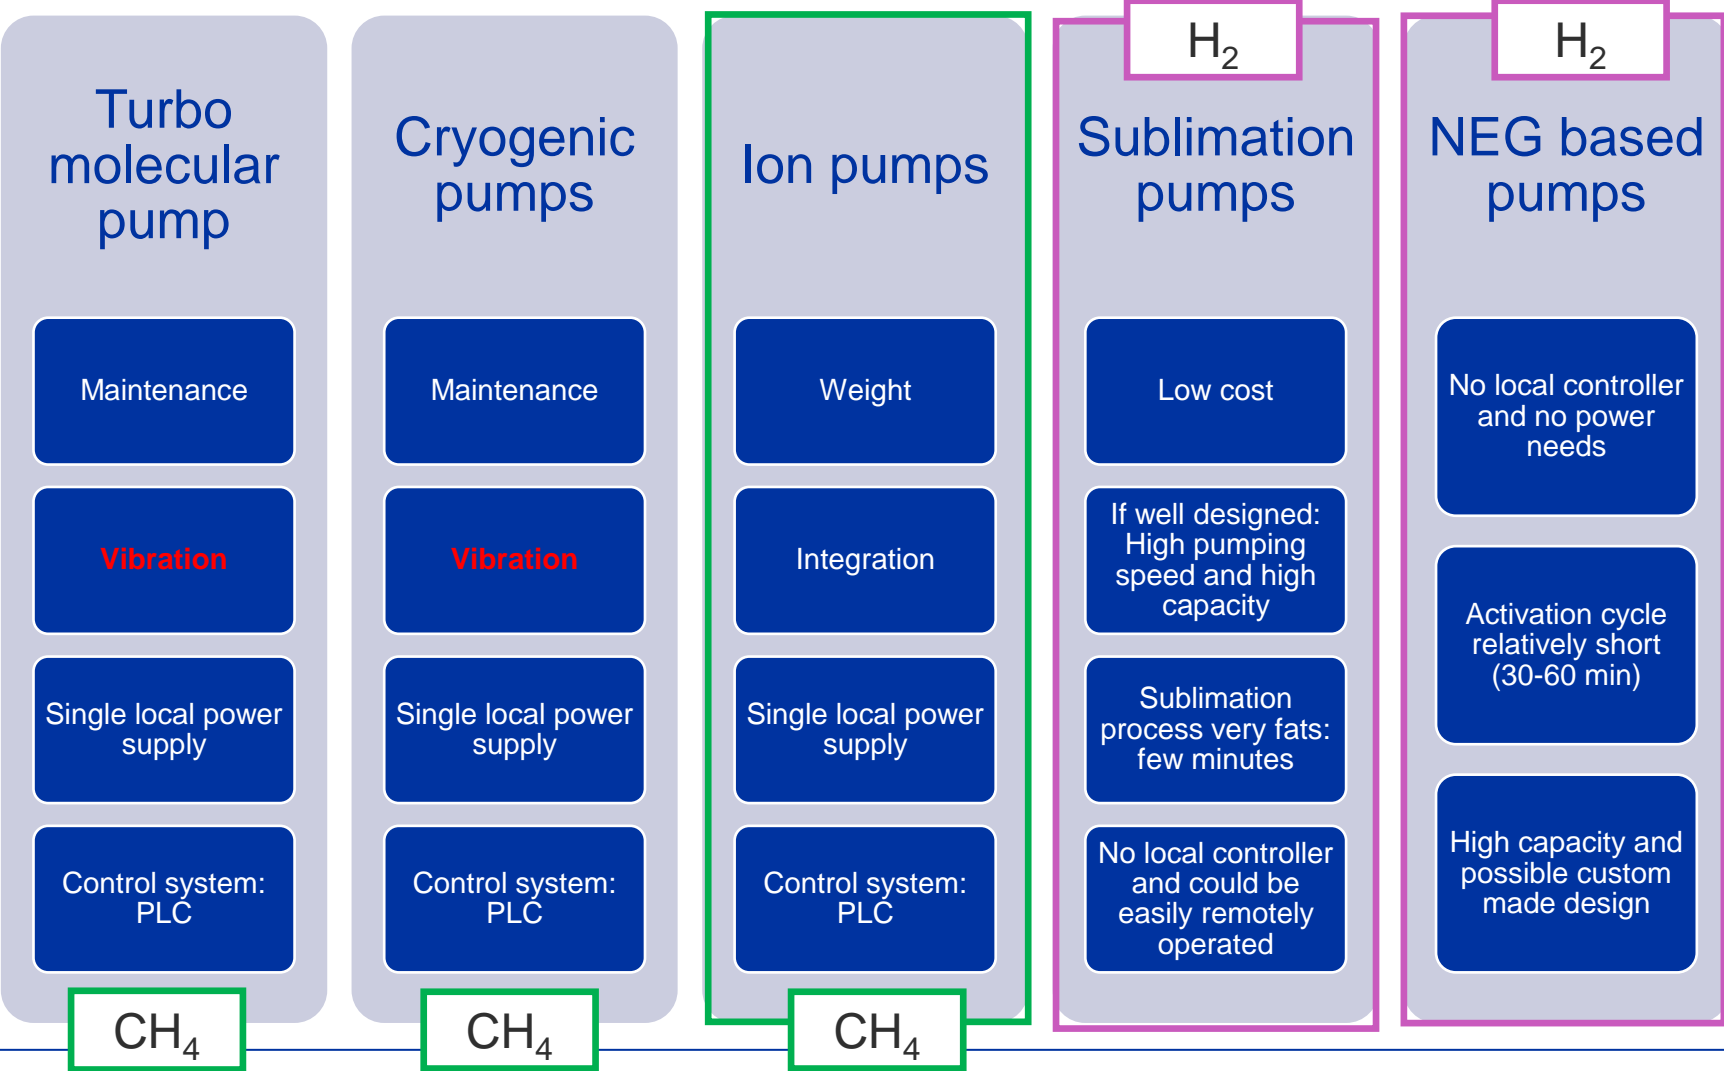 Turbo
molecular
pump
Maintenance
Vibration
Single local power
supply
Control system:
PLC
CH₄
Cryogenic
pumps
Maintenance
Vibration
Single local power
supply
Control system:
PLC
CH₄
Ion pumps
Weight
Integration
Single local power
supply
Control system:
PLC
CH₄
H₂
Sublimation
pumps
Low cost
If well designed:
High pumping
speed and high
capacity
Sublimation
process very fats:
few minutes
No local controller
and could be
easily remotely
operated
H₂
NEG based
pumps
No local controller
and no power
needs
Activation cycle
relatively short
(30-60 min)
High capacity and
possible custom
made design